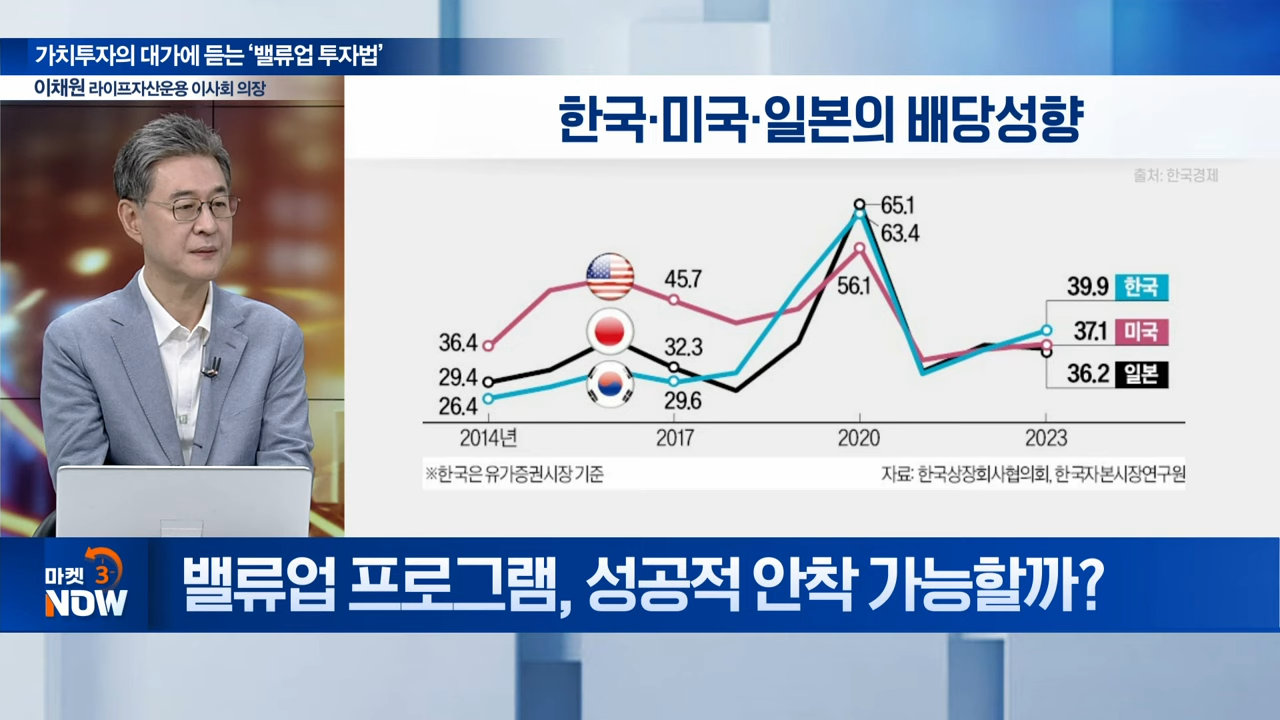 가치투자의 대가에 듣는 ‘밸류업 투자법’
이채원 라이프자산운용 이사회 의장
한국·미국·일본의 배당성향
출처: 한국경제
65.1
63.4
45.7
56.1
39.9 한국
36.4
37.1 미국
32.3
29.4
36.2 일본
26.4
29.6
2014년 2017 2020 2023
※한국은 유가증권시장 기준
자료: 한국상장회사협의회, 한국자본시장연구원
마켓 3
NOW
밸류업 프로그램, 성공적 안착 가능할까?